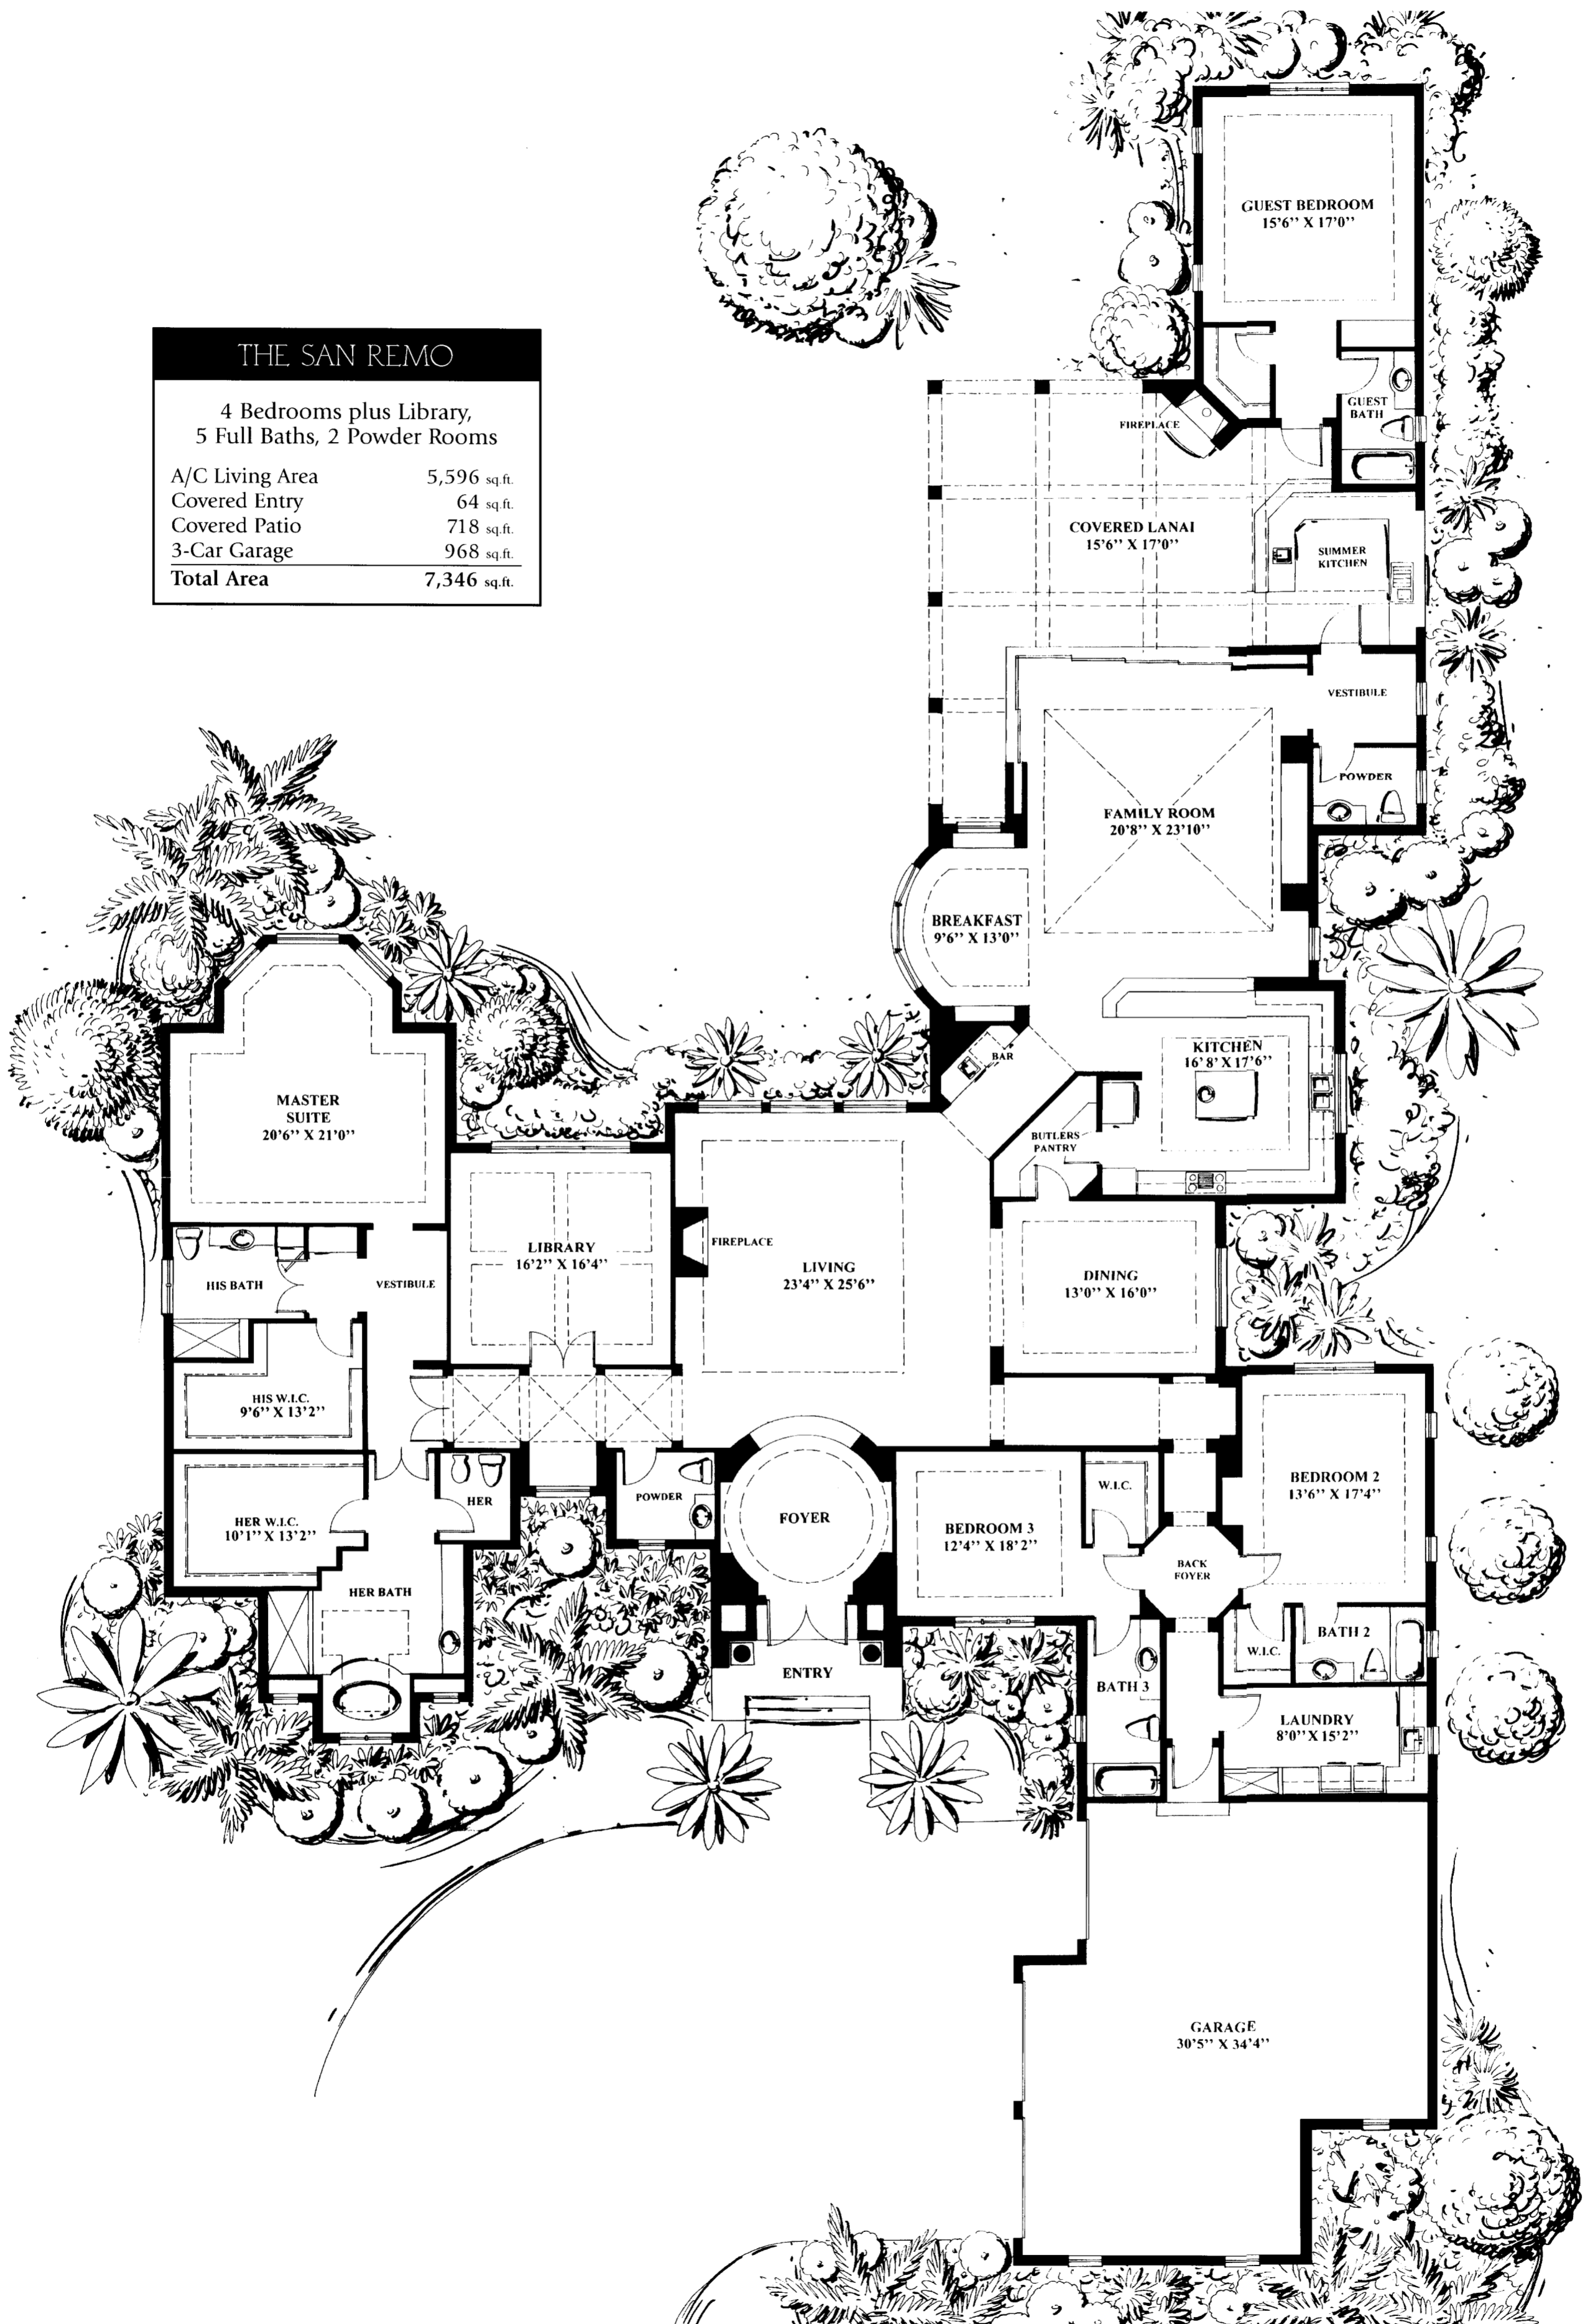 THE SAN REMO
4 Bedrooms plus Library,
5 Full Baths, 2 Powder Rooms
A/C Living Area 5,596 sq.ft.
Covered Entry 64 sq.ft.
Covered Patio 718 sq.ft.
3-Car Garage 968 sq.ft.
Total Area 7,346 sq.ft.
GUEST BEDROOM
15'6'' X 17'0''
GUEST
BATH
FIREPLACE
COVERED LANAI
15'6'' X 17'0''
SUMMER
KITCHEN
VESTIBULE
POWDER
FAMILY ROOM
20'8'' X 23'10''
BREAKFAST
9'6'' X 13'0''
BAR
KITCHEN
16'8' X 17'6''
BUTLERS
PANTRY
MASTER
SUITE
20'6'' X 21'0''
HIS BATH
VESTIBULE
LIBRARY
16'2'' X 16'4''
FIREPLACE
LIVING
23'4'' X 25'6''
DINING
13'0'' X 16'0''
HIS W.I.C.
9'6'' X 13'2''
HER W.I.C.
10'1'' X 13'2''
HER
POWDER
FOYER
BEDROOM 3
12'4'' X 18'2''
W.I.C.
BEDROOM 2
13'6'' X 17'4''
BACK
FOYER
HER BATH
ENTRY
BATH 3
W.I.C.
BATH 2
LAUNDRY
8'0'' X 15'2''
GARAGE
30'5'' X 34'4''